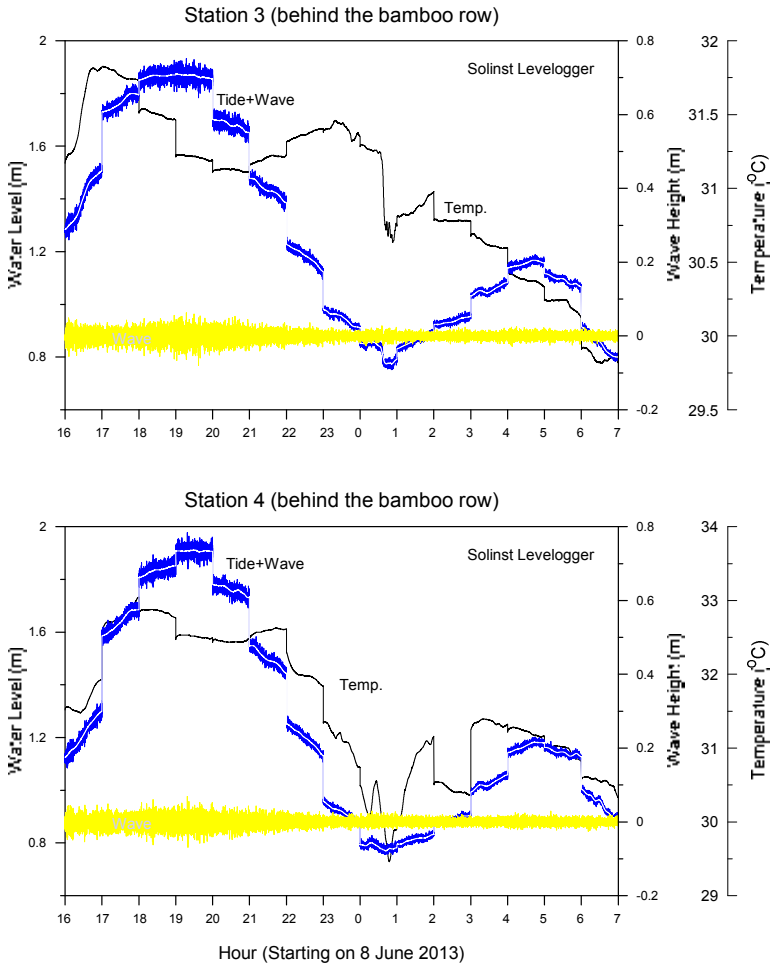 Station 3 (behind the bamboo row)
2 0.8 32
Solinst Levelogger
Tide+Wave
1.6 0.6 31.5
Water Level (m) Wave Height (m) Temperature (°C)
0.4 31
Temp.
1.2 0.2 30.5
Wave
0.8 0 30
-0.2 29.5
16 17 18 19 20 21 22 23 0 1 2 3 4 5 6 7
Station 4 (behind the bamboo row)
2 0.8 34
Solinst Levelogger
Tide+Wave
1.6 0.6 33
Water Level (m) Wave Height (m) Temperature (°C)
0.4 32
Temp.
1.2 0.2 31
Wave
0.8 0 30
-0.2 29
16 17 18 19 20 21 22 23 0 1 2 3 4 5 6 7
Hour (Starting on 8 June 2013)